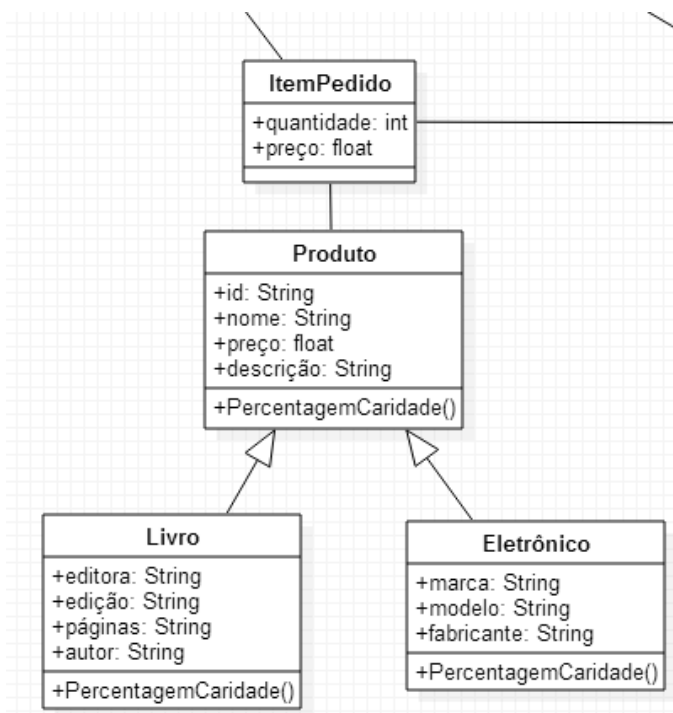 ItemPedido
+quantidade: int
+preço: float
Produto
+id: String
+nome: String
+preço: float
+descrição: String
+PercentagemCaridade()
Livro
+editora: String
+edição: String
+páginas: String
+autor: String
+PercentagemCaridade()
Eletrônico
+marca: String
+modelo: String
+fabricante: String
+PercentagemCaridade()